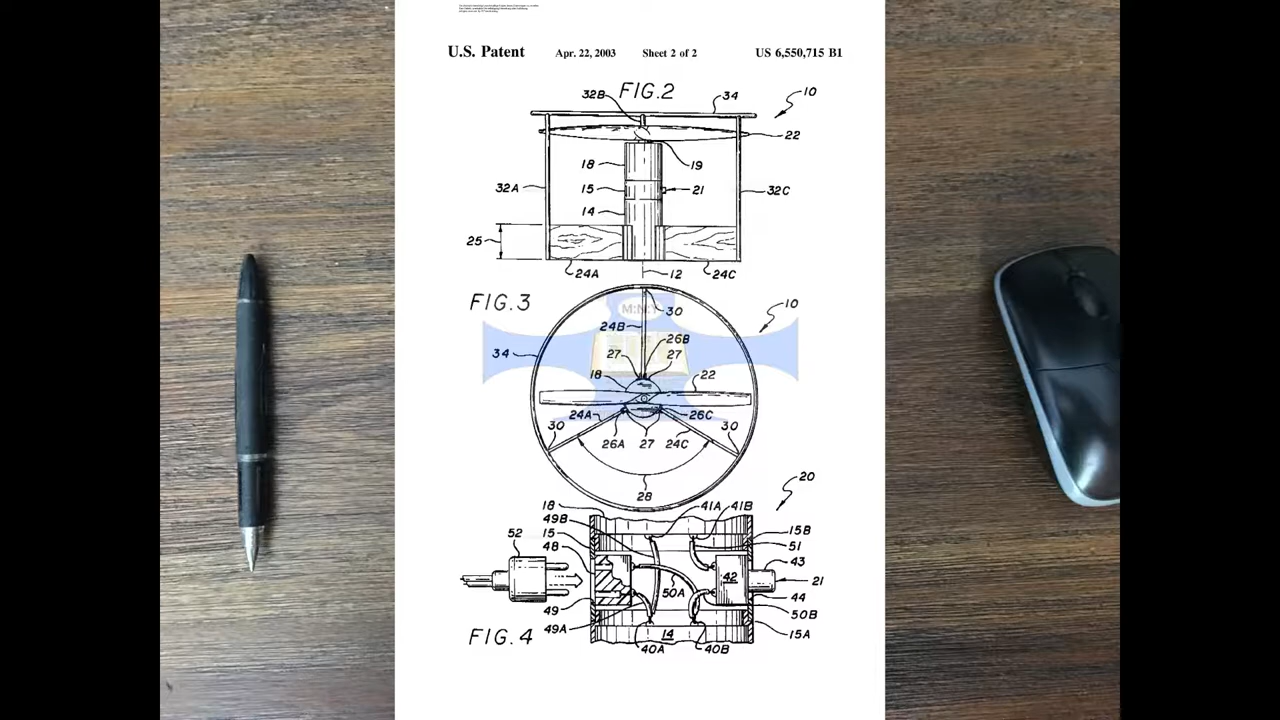 U.S. Patent Apr. 22, 2003 Sheet 2 of 2 US 6,550,715 B1
FIG.2
32B 34 10
22
18 19
32A 15 21 32C
14
25
24A 12 24C
FIG.3
M:N:Y
30 10
24B
26B
34 27 27
18 22
24A 26C
30 26A 27 24C 30
28
20
18 41A 41B
49B
15 15B
52 48 51
43
42 21
50A 44
49 50B
49A 14 15A
FIG.4
40A 40B